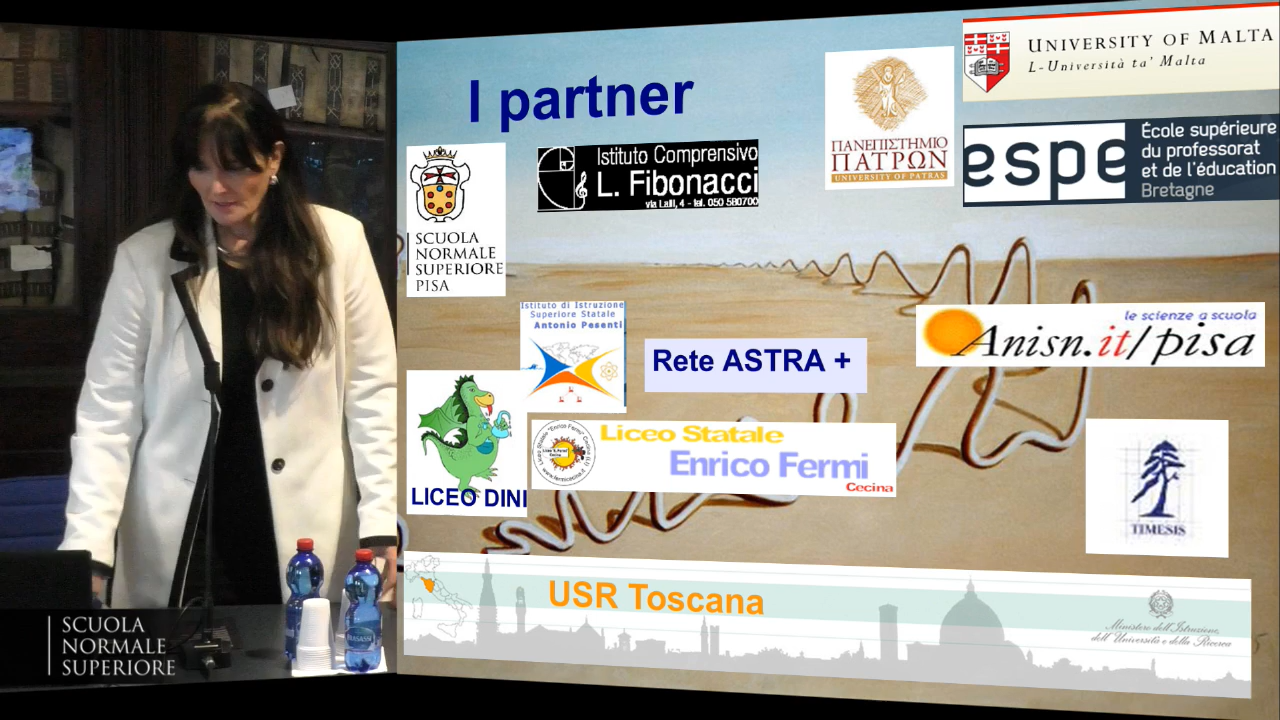 I partner
UNIVERSITY OF MALTA
L-Università ta' Malta
ΠΑΝΕΠΙΣΤΗΜΙΟ
ΠΑΤΡΩΝ
UNIVERSITY OF PATRAS
espe
École supérieure
du professorat
et de l'éducation
Bretagne
Istituto Comprensivo
L. Fibonacci
via Lalli, 4 - tel. 050 580700
SCUOLA
NORMALE
SUPERIORE
PISA
Istituto di Istruzione
Superiore Statale
Antonio Pesenti
le scienze a scuola
Anisn.it/pisa
Rete ASTRA +
LICEO DINI
Liceo Statale
Enrico Fermi
Cecina
TIMESIS
USR Toscana
Ministero dell'Istruzione,
dell'Università e della Ricerca
SCUOLA
NORMALE
SUPERIORE